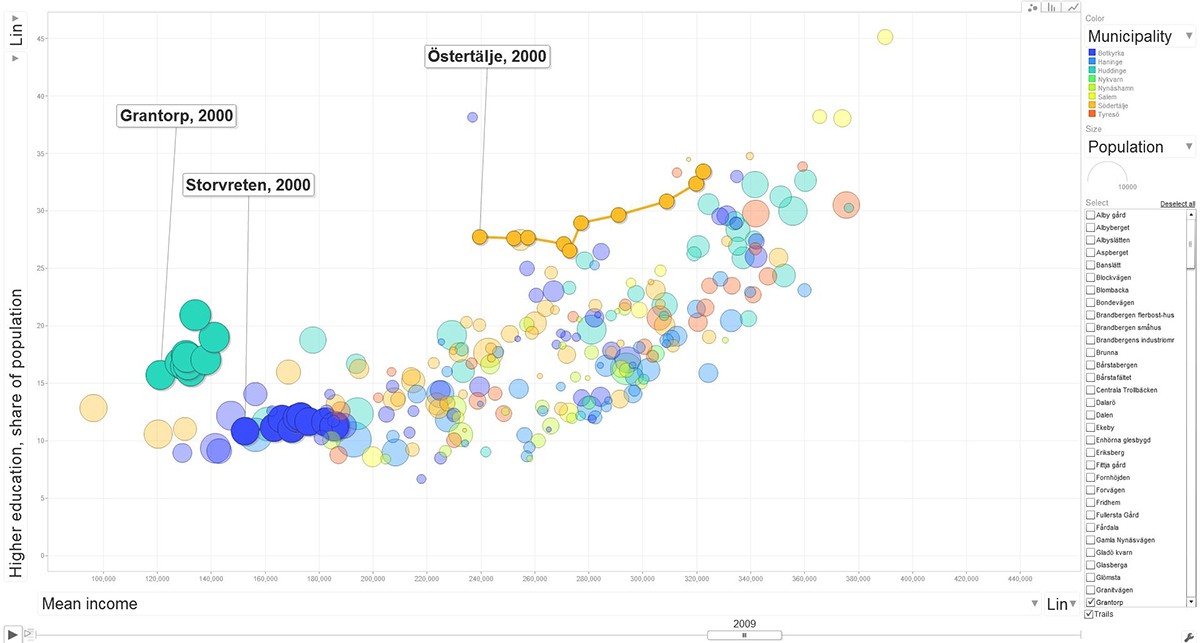 Lin
Higher education, share of population
45
40
35
30
25
20
15
10
5
0
Östertälje, 2000
Grantorp, 2000
Storvreten, 2000
100,000 120,000 140,000 160,000 180,000 200,000 220,000 240,000 260,000 280,000 300,000 320,000 340,000 360,000 380,000 400,000 420,000 440,000
Mean income
Lin
2009
Color
Municipality
Botkyrka
Haninge
Huddinge
Nykvarn
Nynäshamn
Salem
Södertälje
Tyresö
Size
Population
10000
Select Deselect all
Alby gård
Albyberget
Albyslätten
Aspberget
Banslätt
Blockvägen
Blombacka
Bondevägen
Brandbergen flerbost-hus
Brandbergen småhus
Brandbergens industriomr
Brunna
Bårstabergen
Bårstafältet
Centrala Trollbäcken
Dalarö
Dalen
Ekeby
Enhörna glesbygd
Eriksberg
Fittja gård
Fornhöjden
Forvägen
Fridhem
Fullersta Gård
Fårdala
Gamla Nynäsvägen
Gladö kvarn
Glasberga
Glömsta
Granitvägen
Grantorp
Trails